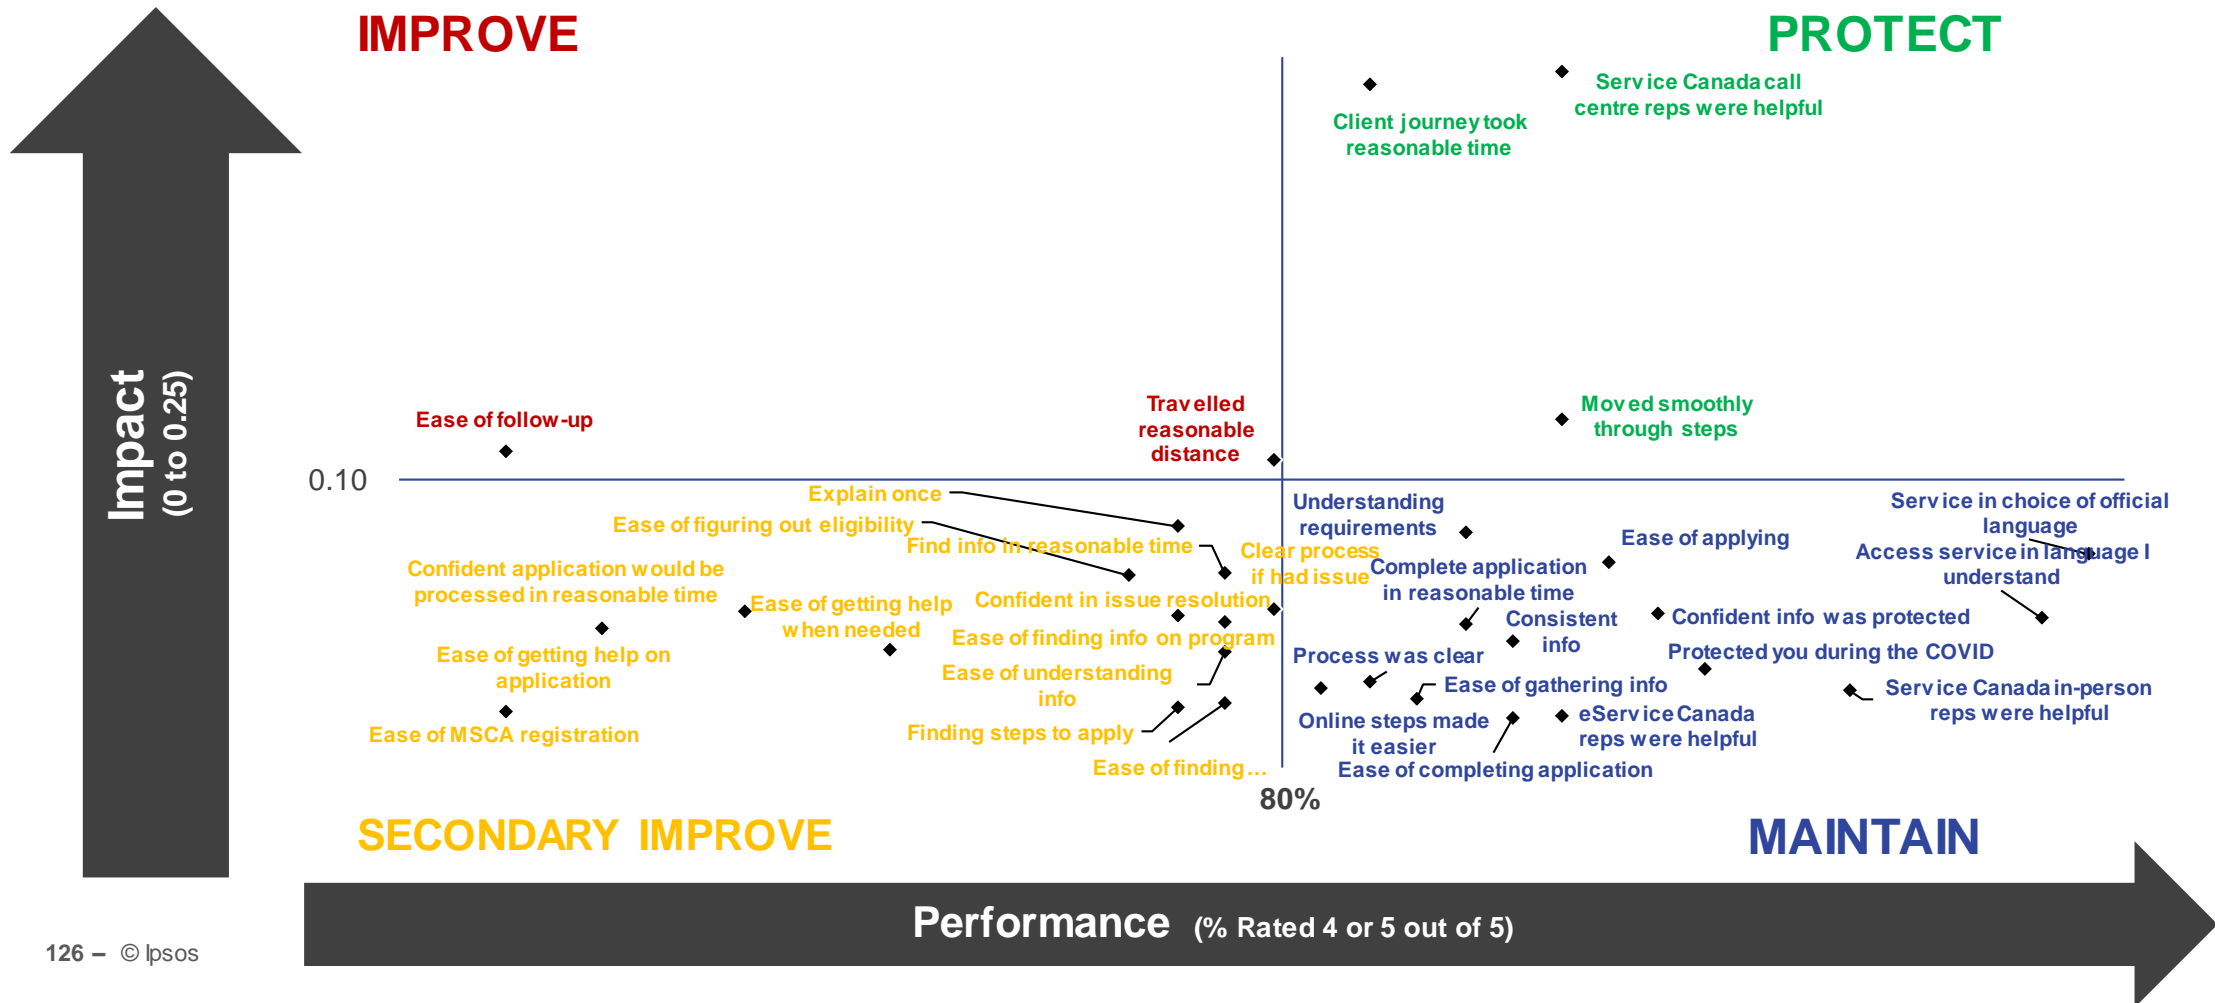 IMPROVE
PROTECT
Service Canada call
centre reps were helpful
Client journey took
reasonable time
Impact
(0 to 0.25)
Ease of follow-up
Travelled
reasonable
distance
Moved smoothly
through steps
0.10
Explain once
Ease of figuring out eligibility
Find info in reasonable time
Clear process
if had issue
Confident application would be
processed in reasonable time
Ease of getting help
when needed
Confident in issue resolution
Ease of finding info on program
Ease of getting help on
application
Ease of understanding
info
Ease of MSCA registration
Finding steps to apply
Ease of finding…
Understanding
requirements
Ease of applying
Service in choice of official
language
Access service in language I
understand
Complete application
in reasonable time
Consistent
info
Confident info was protected
Process was clear
Protected you during the COVID
Ease of gathering info
Service Canada in-person
reps were helpful
Online steps made
it easier
eService Canada
reps were helpful
Ease of completing application
80%
SECONDARY IMPROVE
MAINTAIN
Performance (% Rated 4 or 5 out of 5)
126 – © Ipsos